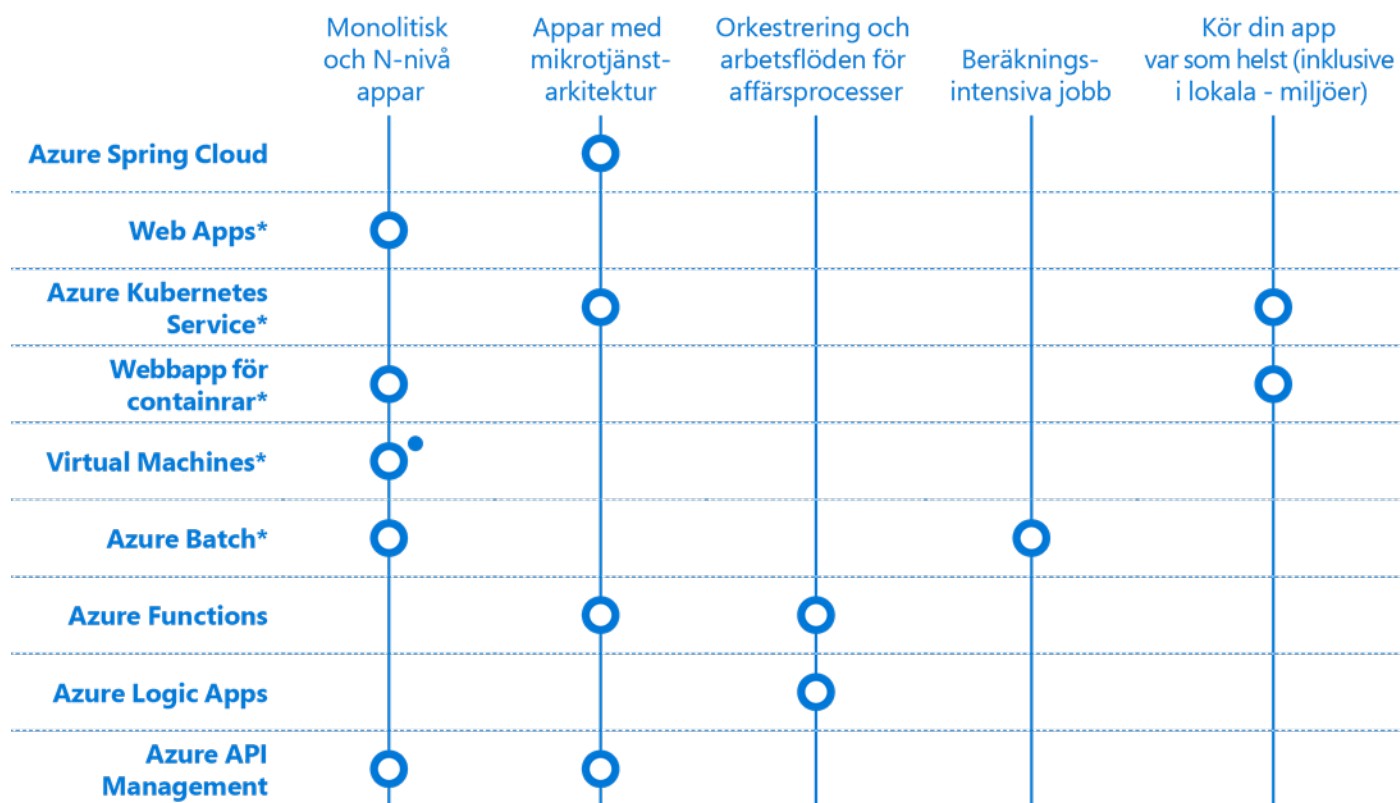 Monolitisk
och N-nivå
appar
Appar med
mikrotjänst-
arkitektur
Orkestrering och
arbetsflöden för
affärsprocesser
Beräknings-
intensiva jobb
Kör din app
var som helst (inklusive
i lokala - miljöer)
Azure Spring Cloud
Web Apps*
Azure Kubernetes
Service*
Webbapp för
containrar*
Virtual Machines*
Azure Batch*
Azure Functions
Azure Logic Apps
Azure API
Management